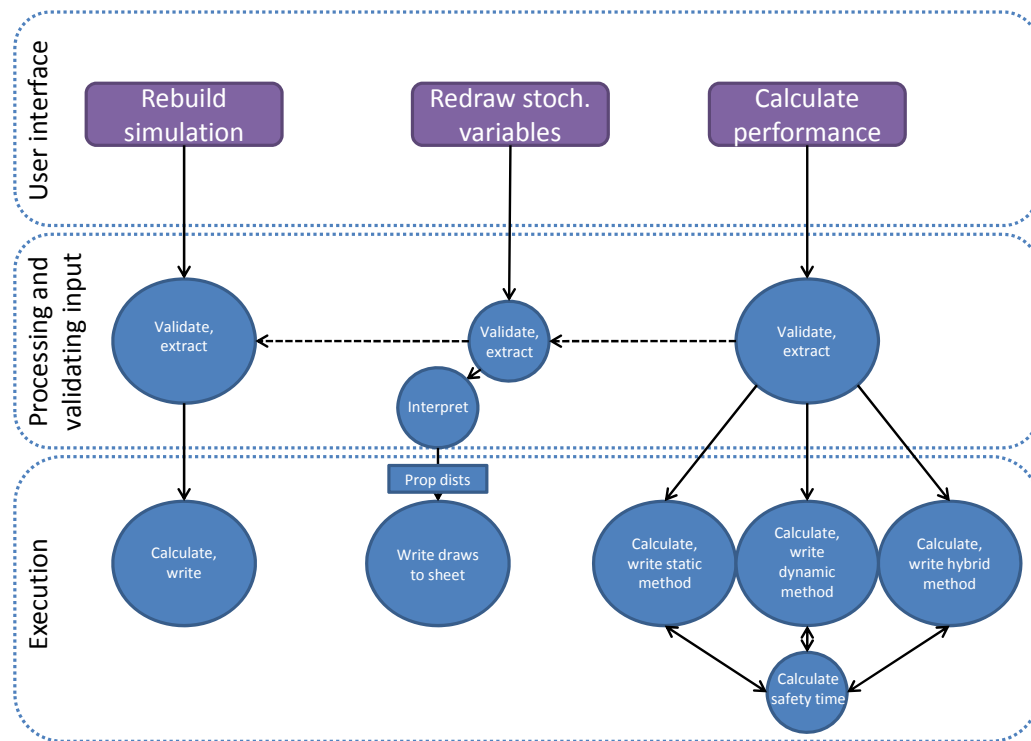 User interface
Rebuild
simulation
Redraw stoch.
variables
Calculate
performance
Processing and
validating input
Validate,
extract
Validate,
extract
Validate,
extract
Interpret
Prop dists
Execution
Calculate,
write
Write draws
to sheet
Calculate,
write static
method
Calculate,
write
dynamic
method
Calculate,
write hybrid
method
Calculate
safety time